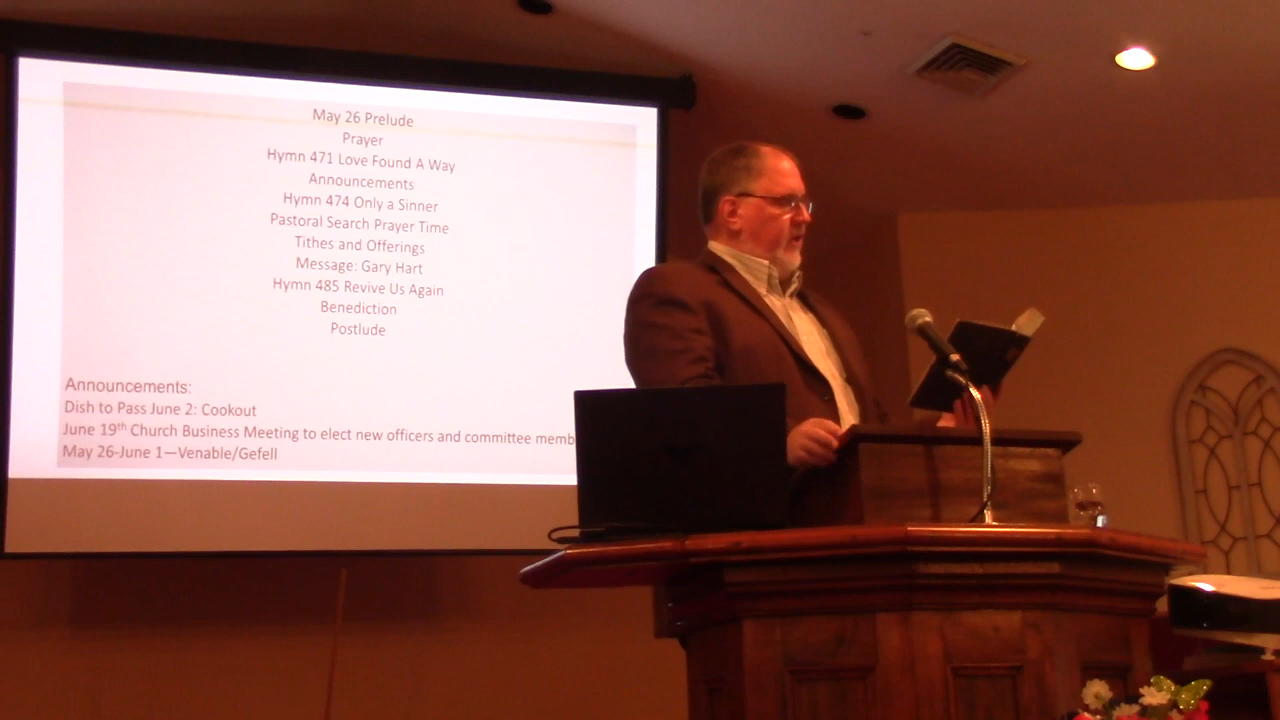 May 26 Prelude
Prayer
Hymn 471 Love Found A Way
Announcements
Hymn 474 Only a Sinner
Pastoral Search Prayer Time
Tithes and Offerings
Message: Gary Hart
Hymn 485 Revive Us Again
Benediction
Postlude
Announcements:
Dish to Pass June 2: Cookout
June 19th Church Business Meeting to elect new officers and committee memb
May 26-June 1—Venable/Gefell